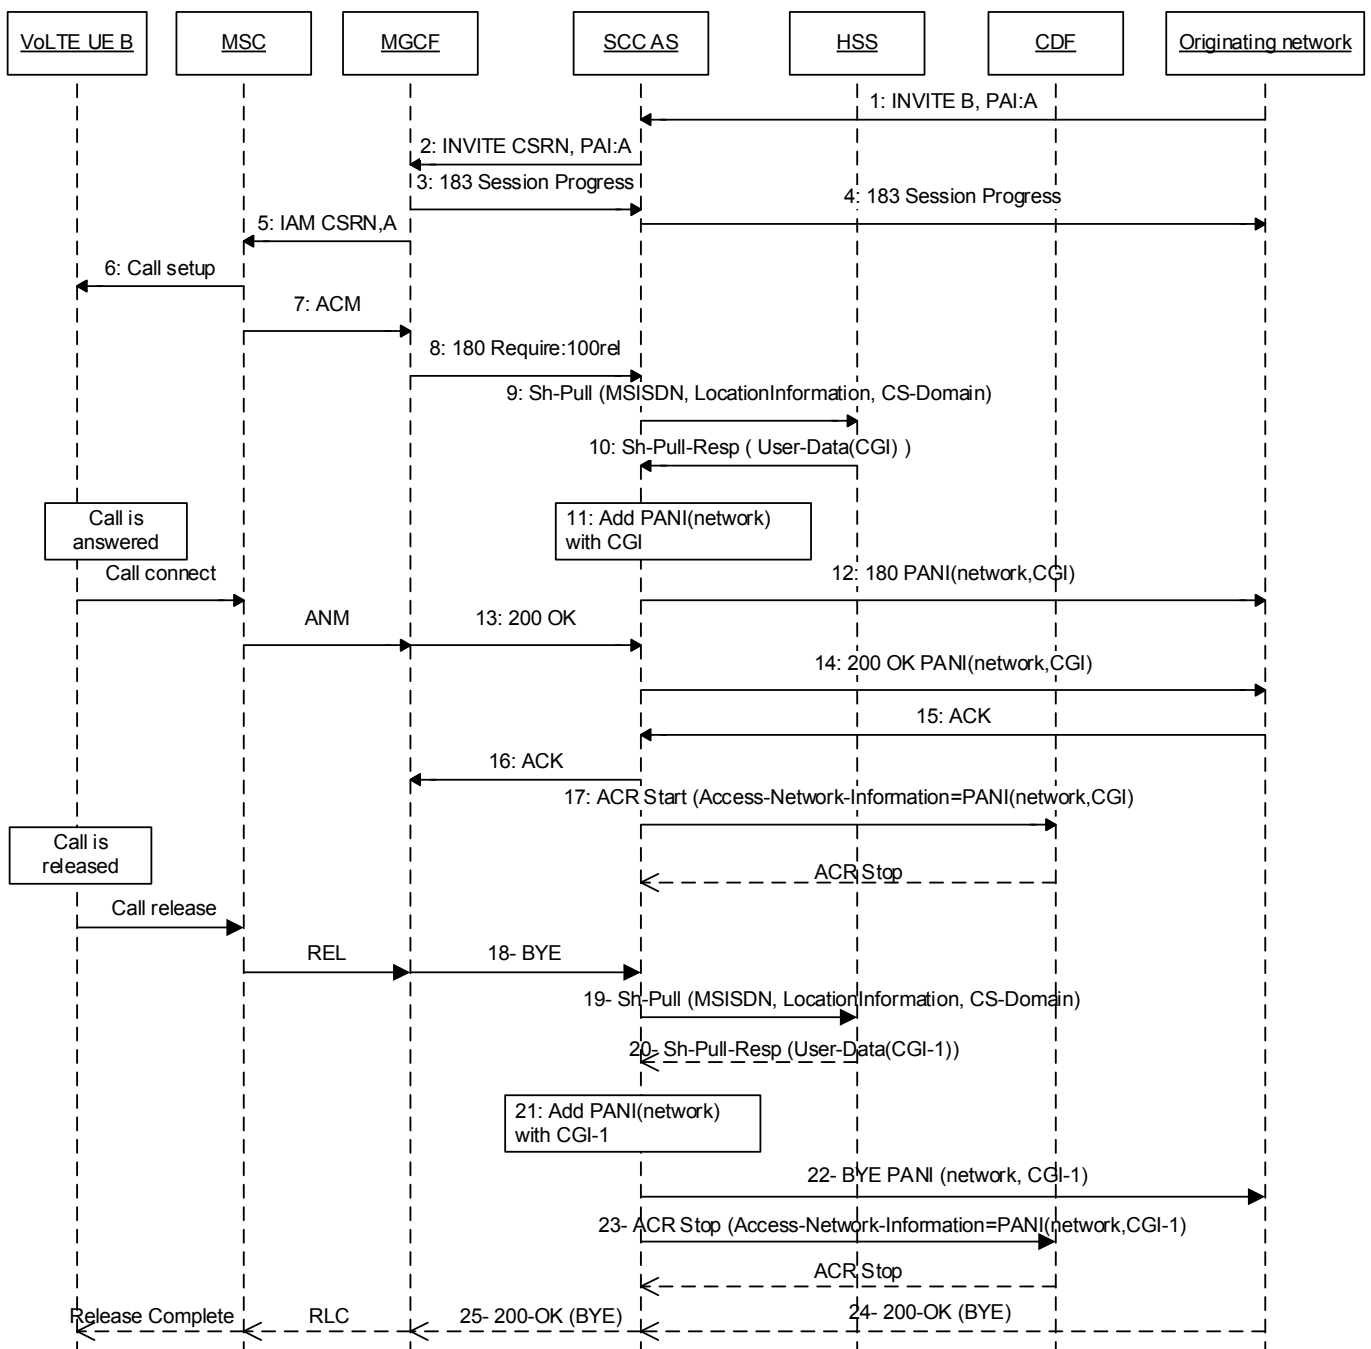 VoLTE UE B
MSC
MGCF
SCC AS
HSS
CDF
Originating network
1: INVITE B, PAI:A
2: INVITE CSRN, PAI:A
3: 183 Session Progress
4: 183 Session Progress
5: IAM CSRN,A
6: Call setup
7: ACM
8: 180 Require:100rel
9: Sh-Pull (MSISDN, LocationInformation, CS-Domain)
10: Sh-Pull-Resp ( User-Data(CGI) )
Call is
answered
11: Add PANI(network)
with CGI
Call connect
12: 180 PANI(network,CGI)
ANM
13: 200 OK
14: 200 OK PANI(network,CGI)
15: ACK
16: ACK
17: ACR Start (Access-Network-Information=PANI(network,CGI)
Call is
released
ACR Stop
Call release
REL
18- BYE
19- Sh-Pull (MSISDN, LocationInformation, CS-Domain)
20- Sh-Pull-Resp (User-Data(CGI-1))
21: Add PANI(network)
with CGI-1
22- BYE PANI (network, CGI-1)
23- ACR Stop (Access-Network-Information=PANI(network,CGI-1)
ACR Stop
Release Complete
RLC
25- 200-OK (BYE)
24- 200-OK (BYE)